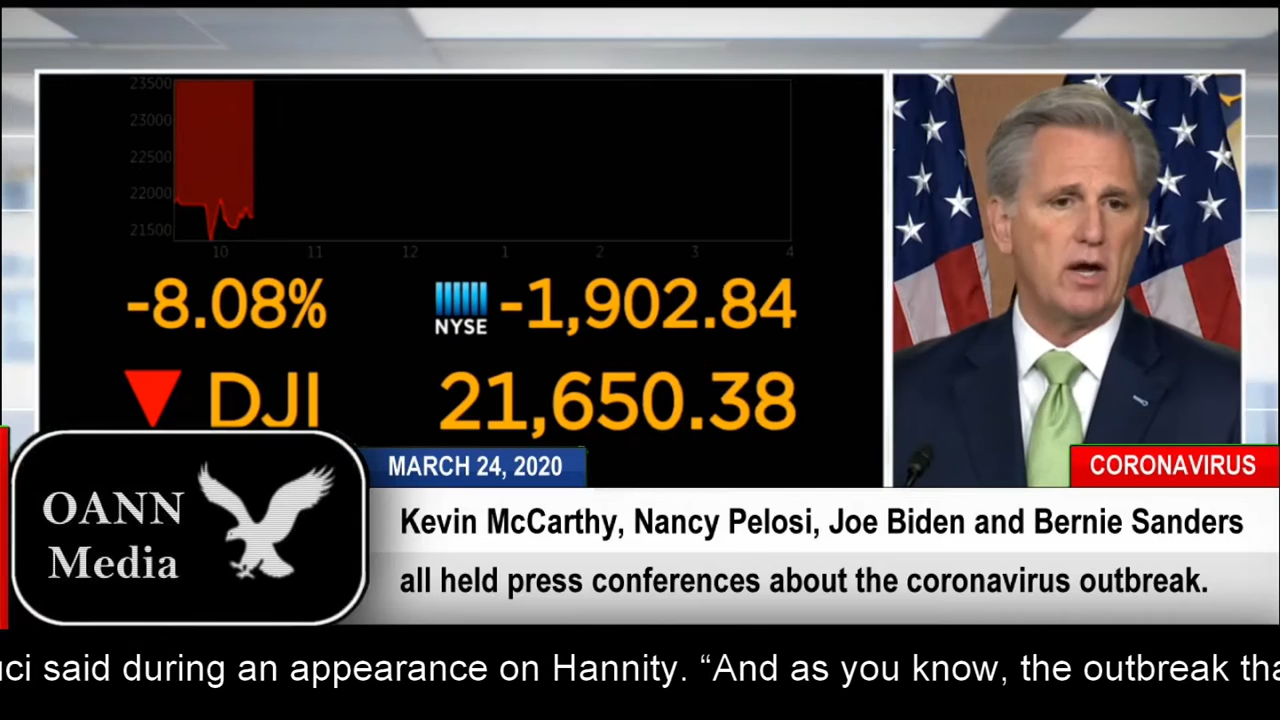 23500
23000
22500
22000
21500
10 11 12 1 2 3 4
-8.08% NYSE -1,902.84
DJI 21,650.38
MARCH 24, 2020
CORONAVIRUS
OANN
Media
Kevin McCarthy, Nancy Pelosi, Joe Biden and Bernie Sanders
all held press conferences about the coronavirus outbreak.
said during an appearance on Hannity. “And as you know, the outbreak